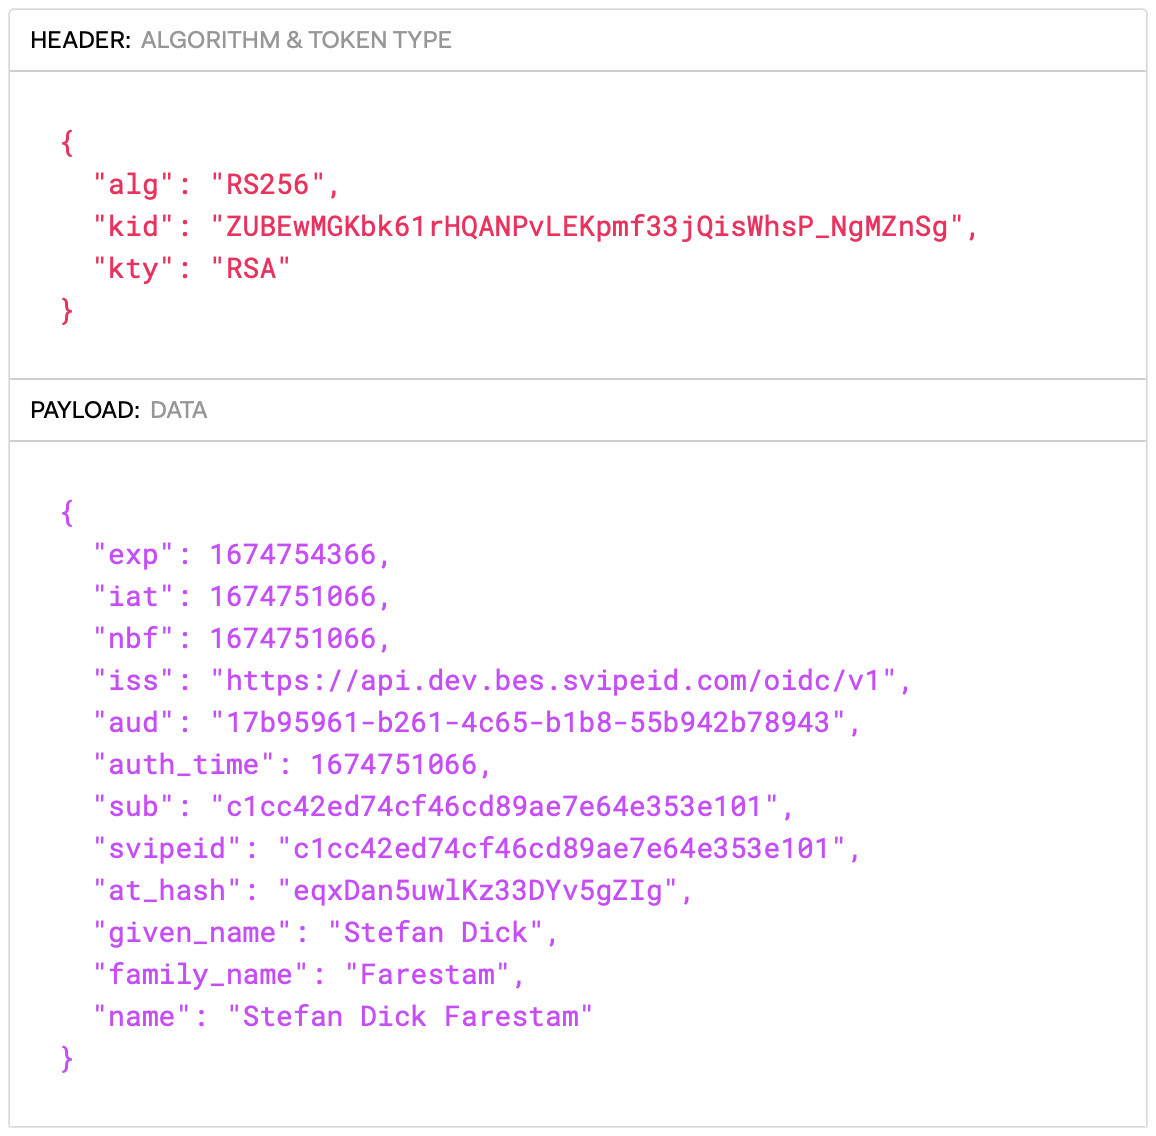 HEADER: ALGORITHM & TOKEN TYPE
{
"alg": "RS256",
"kid": "ZUBEwMGKbk61rHQANPvLEKpmf33jQisWhsP_NgMZnSg",
"kty": "RSA"
}
PAYLOAD: DATA
{
"exp": 1674754366,
"iat": 1674751066,
"nbf": 1674751066,
"iss": "https://api.dev.bes.svipeid.com/oidc/v1",
"aud": "17b95961-b261-4c65-b1b8-55b942b78943",
"auth_time": 1674751066,
"sub": "c1cc42ed74cf46cd89ae7e64e353e101",
"svipeid": "c1cc42ed74cf46cd89ae7e64e353e101",
"at_hash": "eqxDan5uwlKz33DYv5gZIg",
"given_name": "Stefan Dick",
"family_name": "Farestam",
"name": "Stefan Dick Farestam"
}